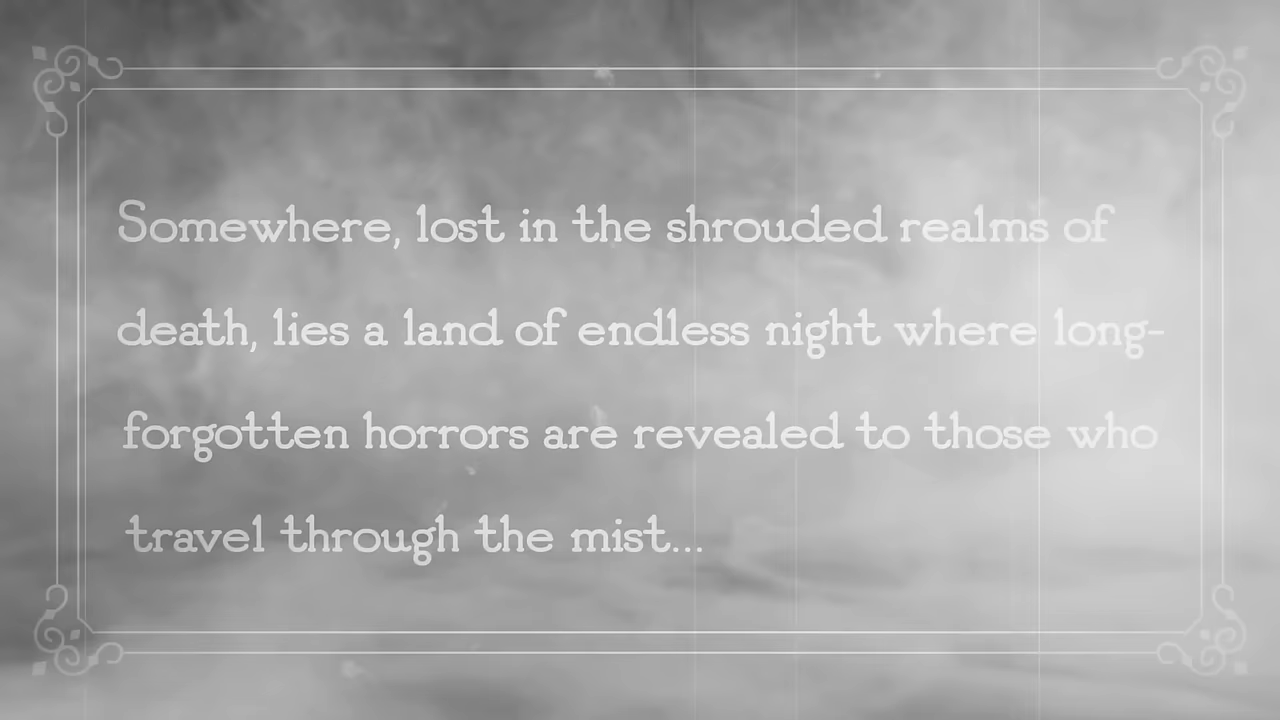 Somewhere, lost in the shrouded realms of
death, lies a land of endless night where long-
forgotten horrors are revealed to those who
travel through the mist...